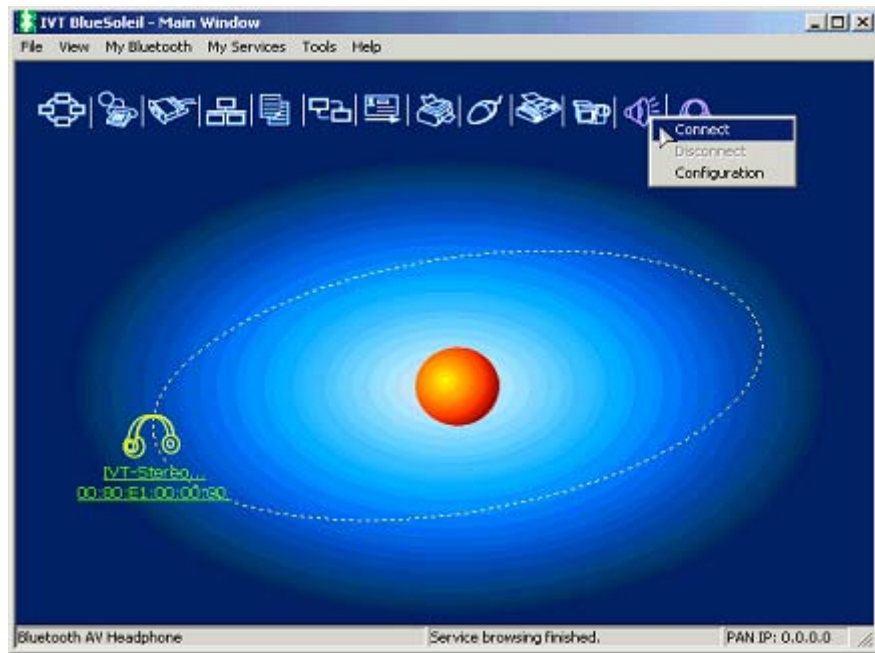 IVT BlueSoleil - Main Window
File View My Bluetooth My Services Tools Help
Connect
Disconnect
Configuration
IVT-Stereo...
00:80:E1:00:00:90
Bluetooth AV Headphone Service browsing finished. PAN IP: 0.0.0.0